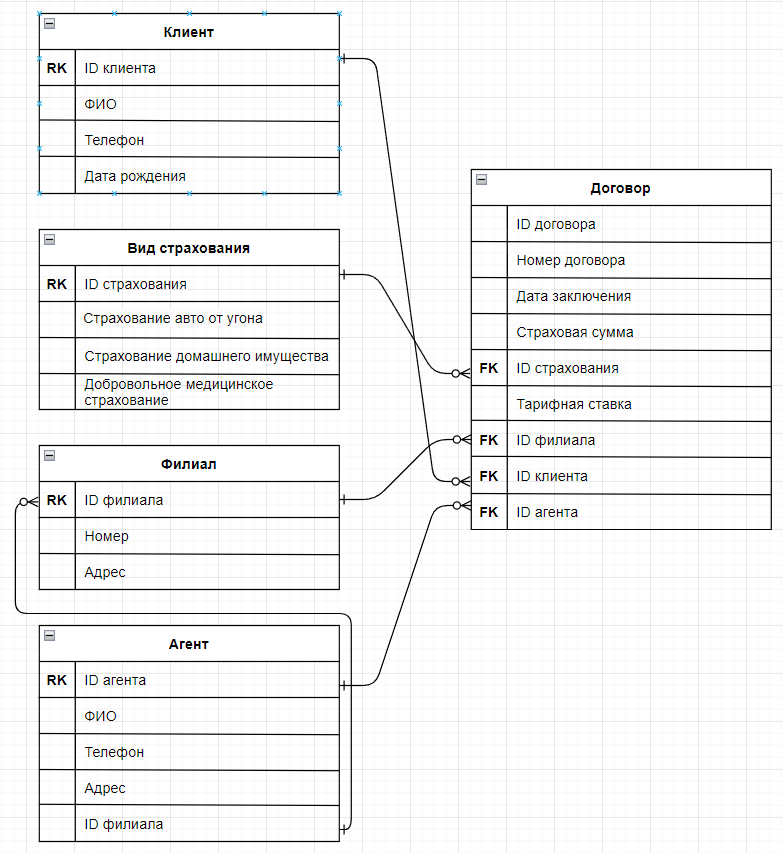 Клиент
RK ID клиента
ФИО
Телефон
Дата рождения
Вид страхования
RK ID страхования
Страхование авто от угона
Страхование домашнего имущества
Добровольное медицинское
страхование
Филиал
RK ID филиала
Номер
Адрес
Агент
RK ID агента
ФИО
Телефон
Адрес
ID филиала
Договор
ID договора
Номер договора
Дата заключения
Страховая сумма
FK ID страхования
Тарифная ставка
FK ID филиала
FK ID клиента
FK ID агента